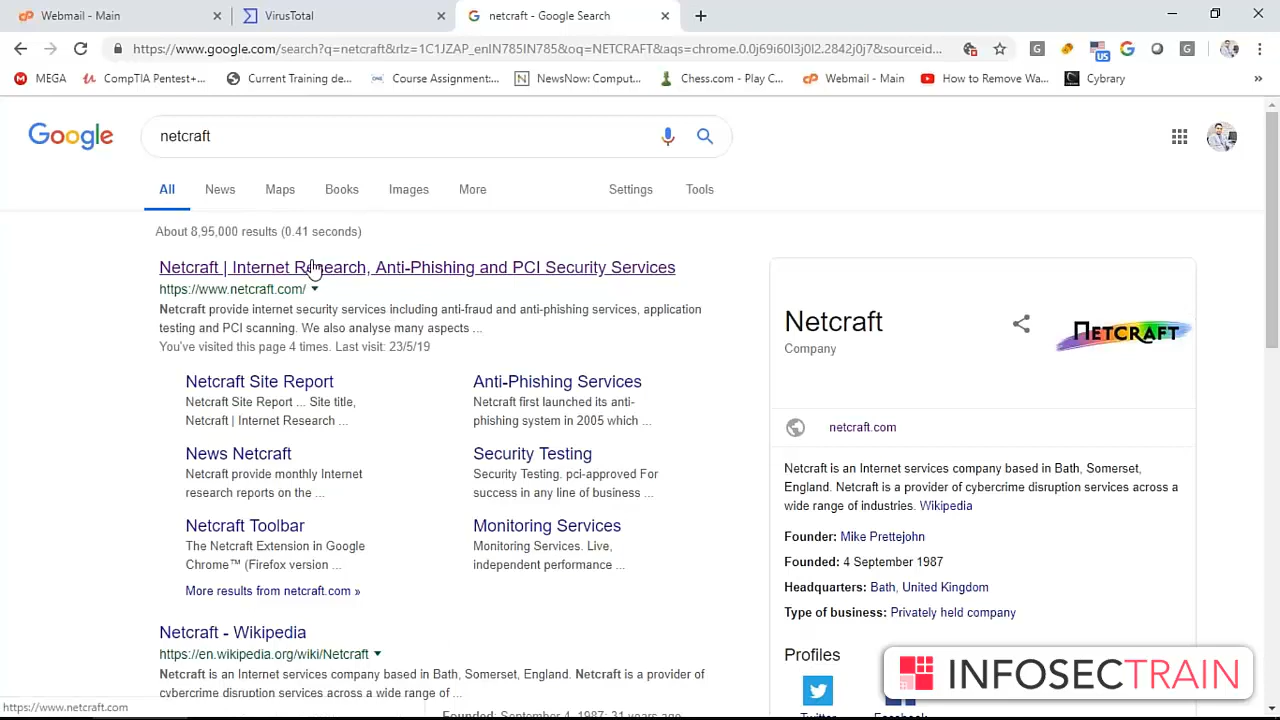 Webmail - Main
VirusTotal
netcraft - Google Search
https://www.google.com/search?q=netcraft&rlz=1C1JZAP_enIN785IN785&oq=NETCRAFT&aqs=chrome.0.0j69i60l3j0l2.2842j0j7&sourceid...
MEGA
CompTIA Pentest+...
Current Training de...
Course Assignment:...
NewsNow: Comput...
Chess.com - Play C...
Webmail - Main
How to Remove Wa...
Cybrary
»
Google
netcraft
All
News
Maps
Books
Images
More
Settings
Tools
About 8,95,000 results (0.41 seconds)
Netcraft | Internet Research, Anti-Phishing and PCI Security Services
https://www.netcraft.com/
Netcraft provide internet security services including anti-fraud and anti-phishing services, application
testing and PCI scanning. We also analyse many aspects ...
You've visited this page 4 times. Last visit: 23/5/19
Netcraft Site Report
Netcraft Site Report ... Site title,
Netcraft | Internet Research ...
Anti-Phishing Services
Netcraft first launched its anti-
phishing system in 2005 which ...
News Netcraft
Netcraft provide monthly Internet
research reports on the ...
Security Testing
Security Testing. pci-approved For
success in any line of business ...
Netcraft Toolbar
The Netcraft Extension in Google
Chrome™ (Firefox version ...
Monitoring Services
Monitoring Services. Live,
independent performance ...
More results from netcraft.com »
Netcraft - Wikipedia
https://en.wikipedia.org/wiki/Netcraft
Netcraft is an Internet services company based in Bath, Somerset, England. Netcraft is a provider of
cybercrime disruption services across a wide range of ...
Founded: September 4, 1987; 31 years ago
Netcraft
Company
NETCRAFT
netcraft.com
Netcraft is an Internet services company based in Bath, Somerset,
England. Netcraft is a provider of cybercrime disruption services across a
wide range of industries. Wikipedia
Founder: Mike Prettejohn
Founded: 4 September 1987
Headquarters: Bath, United Kingdom
Type of business: Privately held company
Profiles
Twitter
Facebook
INFOSECTRAIN
https://www.netcraft.com